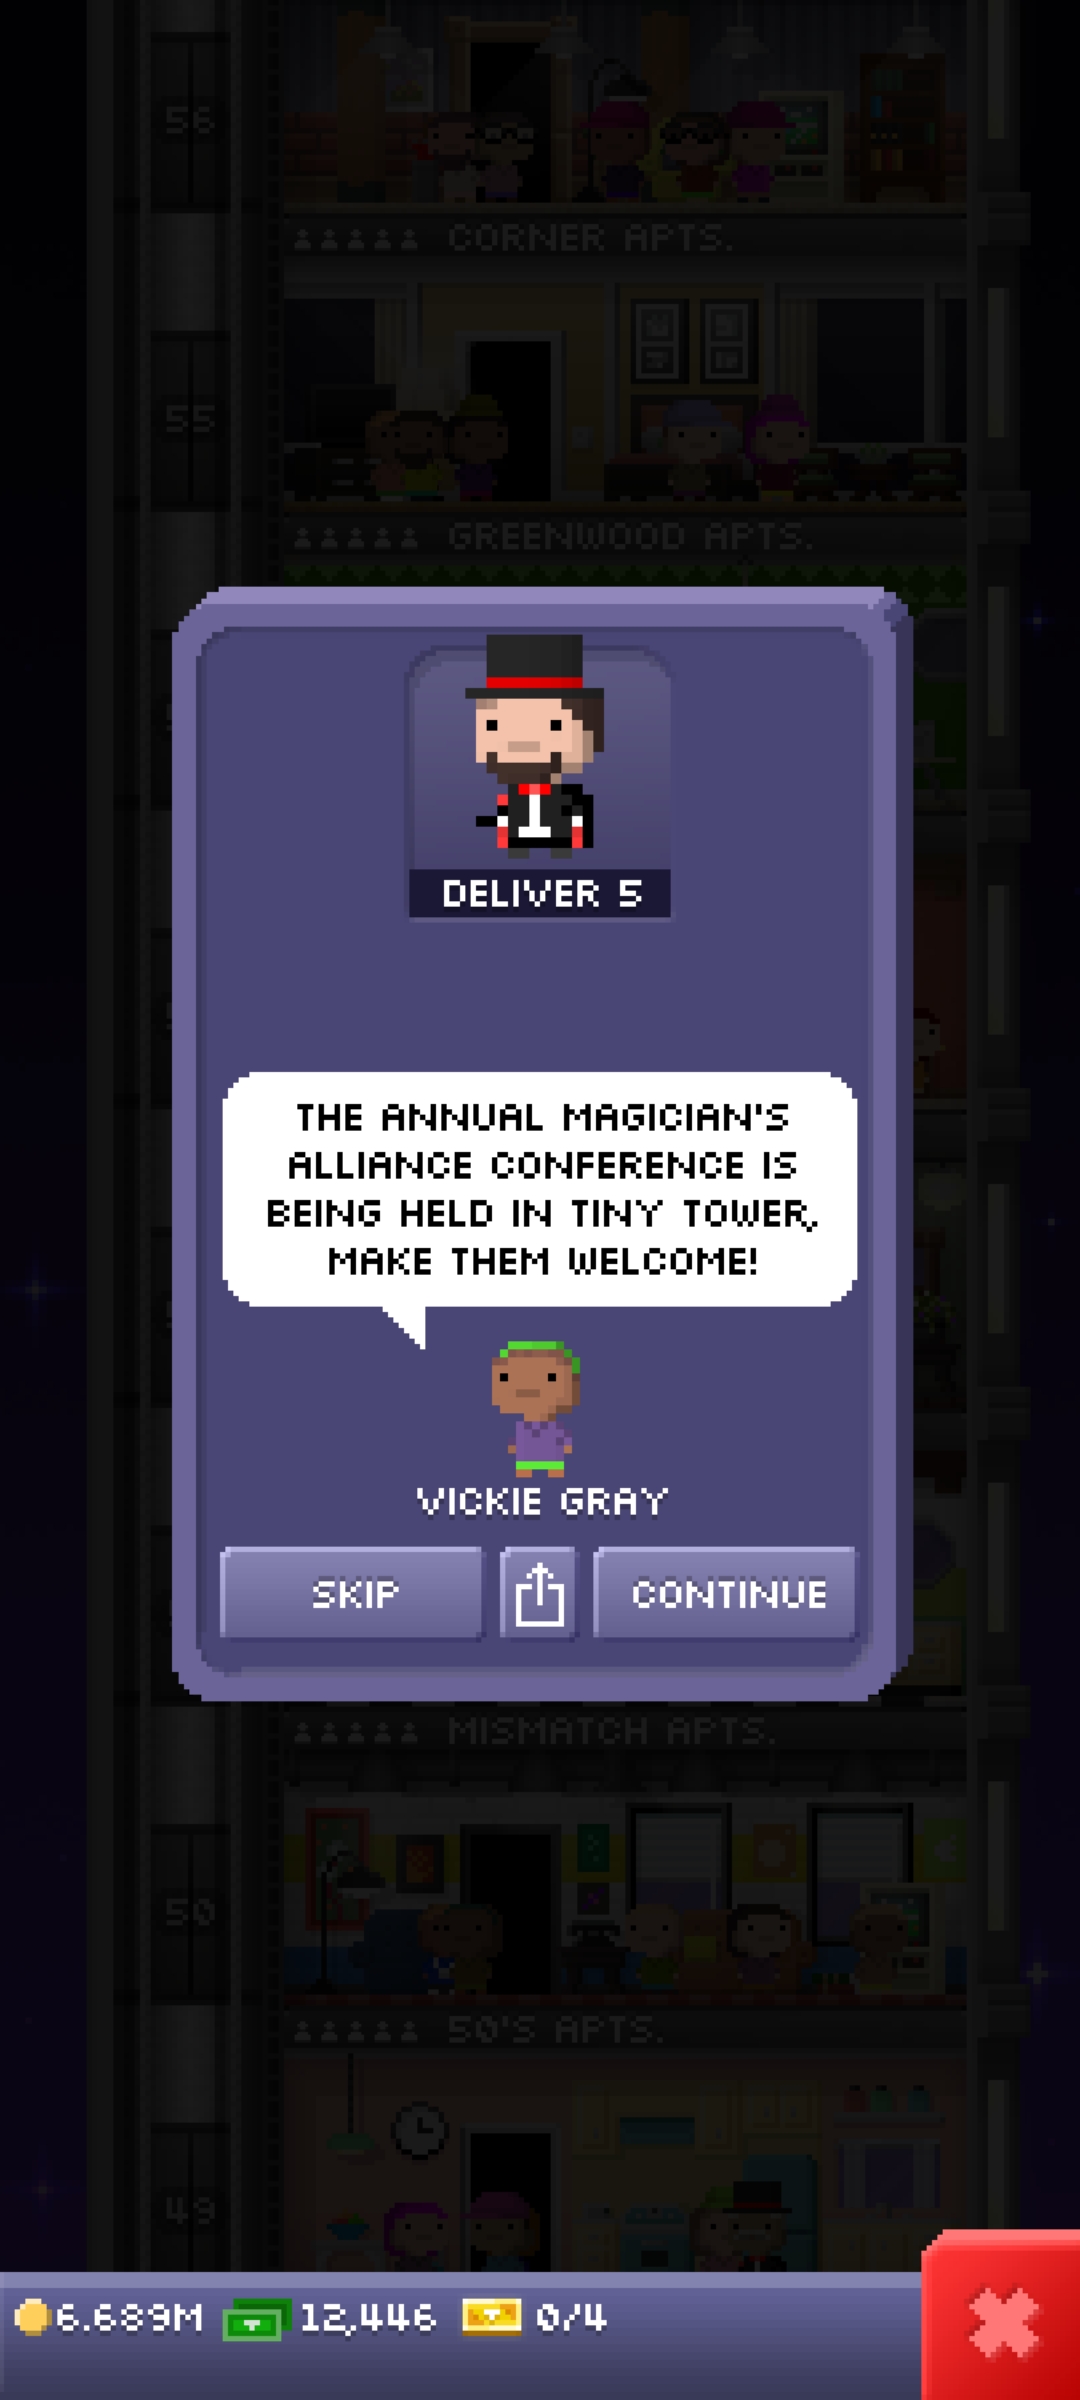 56
CORNER APTS.
55
GREENWOOD APTS.
DELIVER 5
THE ANNUAL MAGICIAN'S
ALLIANCE CONFERENCE IS
BEING HELD IN TINY TOWER,
MAKE THEM WELCOME!
VICKIE GRAY
SKIP
CONTINUE
MISMATCH APTS.
50
50'S APTS.
49
6.689M
12,446
0/4